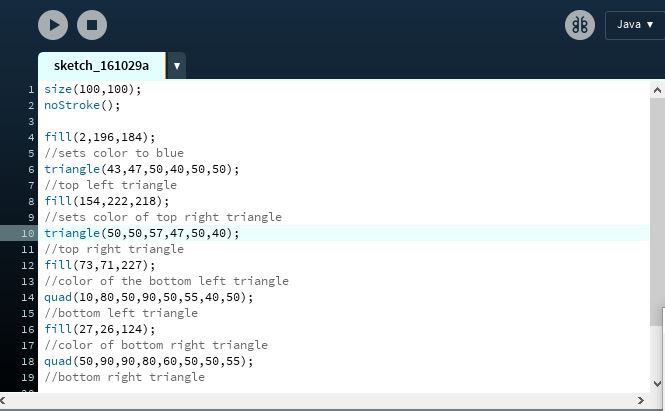 Java ▼
sketch_161029a ▼
1 size(100,100);
2 noStroke();
3
4 fill(2,196,184);
5 //sets color to blue
6 triangle(43,47,50,40,50,50);
7 //top left triangle
8 fill(154,222,218);
9 //sets color of top right triangle
10 triangle(50,50,57,47,50,40);
11 //top right triangle
12 fill(73,71,227);
13 //color of the bottom left triangle
14 quad(10,80,50,90,50,55,40,50);
15 //bottom left triangle
16 fill(27,26,124);
17 //color of bottom right triangle
18 quad(50,90,90,80,60,50,50,55);
19 //bottom right triangle